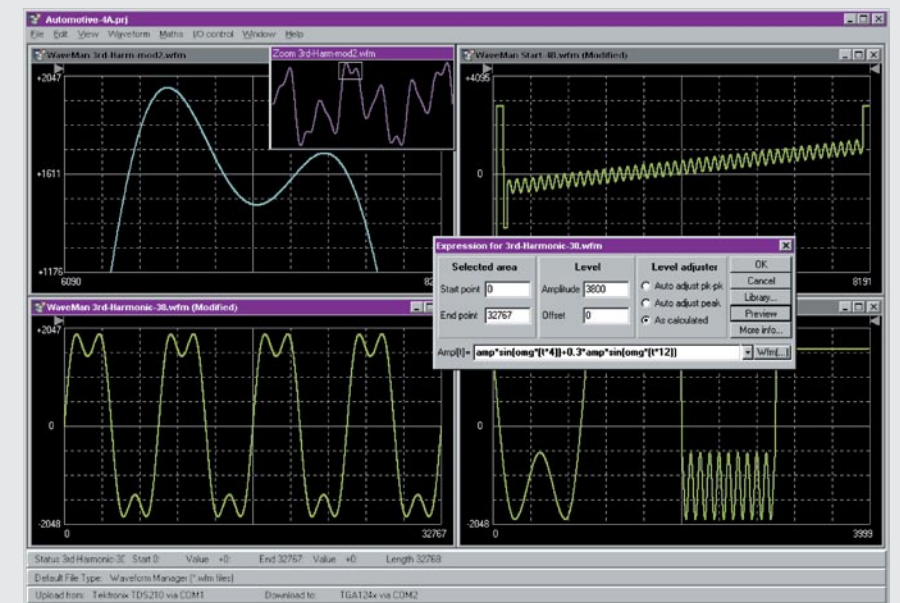 Automotive-4A.prj
File Edit View Waveform Maths I/O control Window Help
WaveMan 3rd-Harm-mod2.wfm
Zoom 3rd-Harm-mod2.wfm
WaveMan Start-4B.wfm (Modified)
+2047
+1611
+1175
6090
+4095
0
8191
Expression for 3rd-Harmonic-30.wfm
Selected area
Start point 0
End point 32767
Level
Amplitude 3800
Offset 0
Level adjuster
Auto adjust pk-pk
Auto adjust peak
As calculated
OK
Cancel
Library...
Preview
More info...
Amp[t]= amp*sin(omg*(t*4))+0.3*amp*sin(omg*(t*12)) Wfm(...)
WaveMan 3rd-Harmonic-30.wfm (Modified)
+2047
0
-2048
0
32767
0
-2048
0
3999
Status 3rd-Harmonic-3 Start 0: Value +0: End 32767: Value +0: Length 32768
Default File Type: Waveform Manager (*.wfm files)
Upload from: Tektronix TDS210 via COM1 Download to: TGA124x via COM2